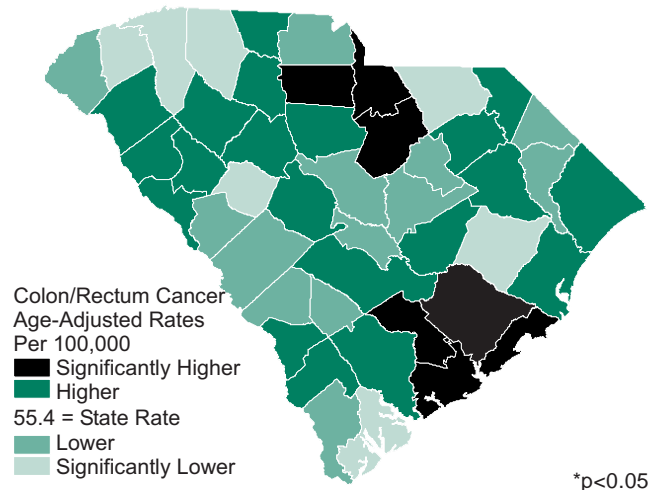 Colon/Rectum Cancer
Age-Adjusted Rates
Per 100,000
Significantly Higher
Higher
55.4 = State Rate
Lower
Significantly Lower
*p<0.05